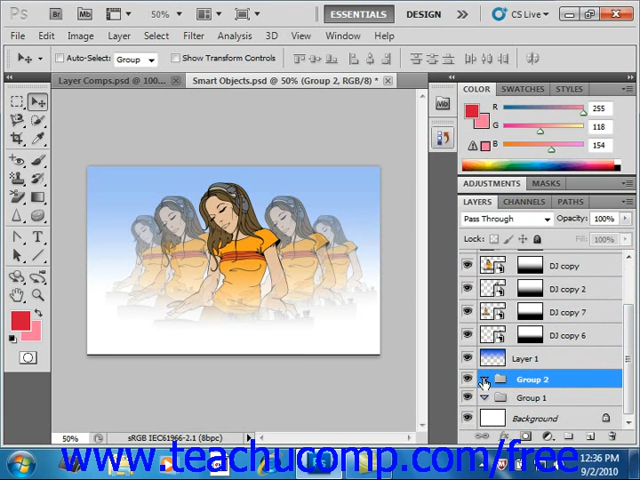 Ps Br Mb 50% ESSENTIALS DESIGN CS Live
File Edit Image Layer Select Filter Analysis 3D View Window Help
Auto-Select: Group Show Transform Controls
Layer Comps.psd @ 100... Smart Objects.psd @ 50% (Group 2, RGB/8) *
COLOR SWATCHES STYLES
R 255
G 118
B 154
ADJUSTMENTS MASKS
LAYERS CHANNELS PATHS
Pass Through Opacity: 100%
Lock: Fill: 100%
DJ copy
DJ copy 2
DJ copy 7
DJ copy 6
Layer 1
Group 2
Group 1
Background
50% sRGB IEC61966-2.1 (8bpc)
www.teachucomp.com/free
12:36 PM
9/2/2010